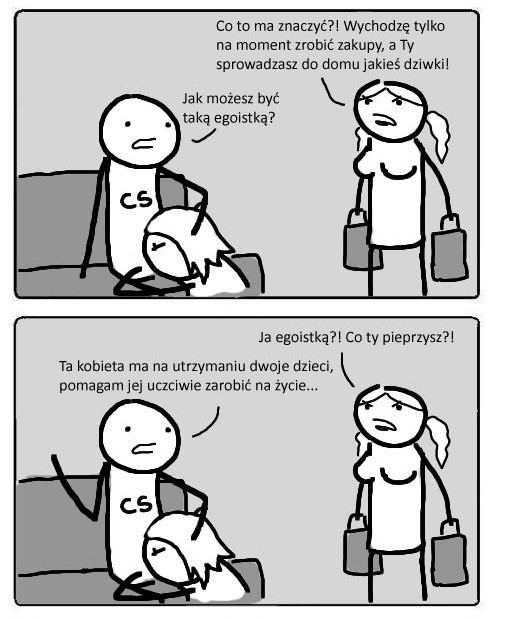 Co to ma znaczyć?! Wychodzę tylko
na moment zrobić zakupy, a Ty
sprowadzasz do domu jakieś dziwki!
Jak możesz być
taką egoistką?
CS
Ja egoistką?! Co ty pieprzysz?!
Ta kobieta ma na utrzymaniu dwoje dzieci,
pomagam jej uczciwie zarobić na życie...
CS